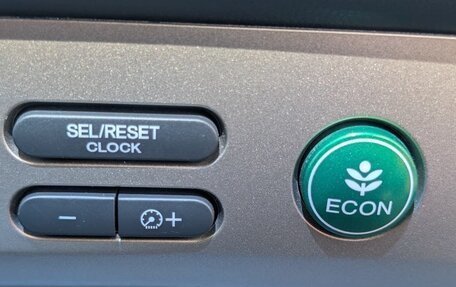 SEL/RESET
CLOCK
- +
ECON